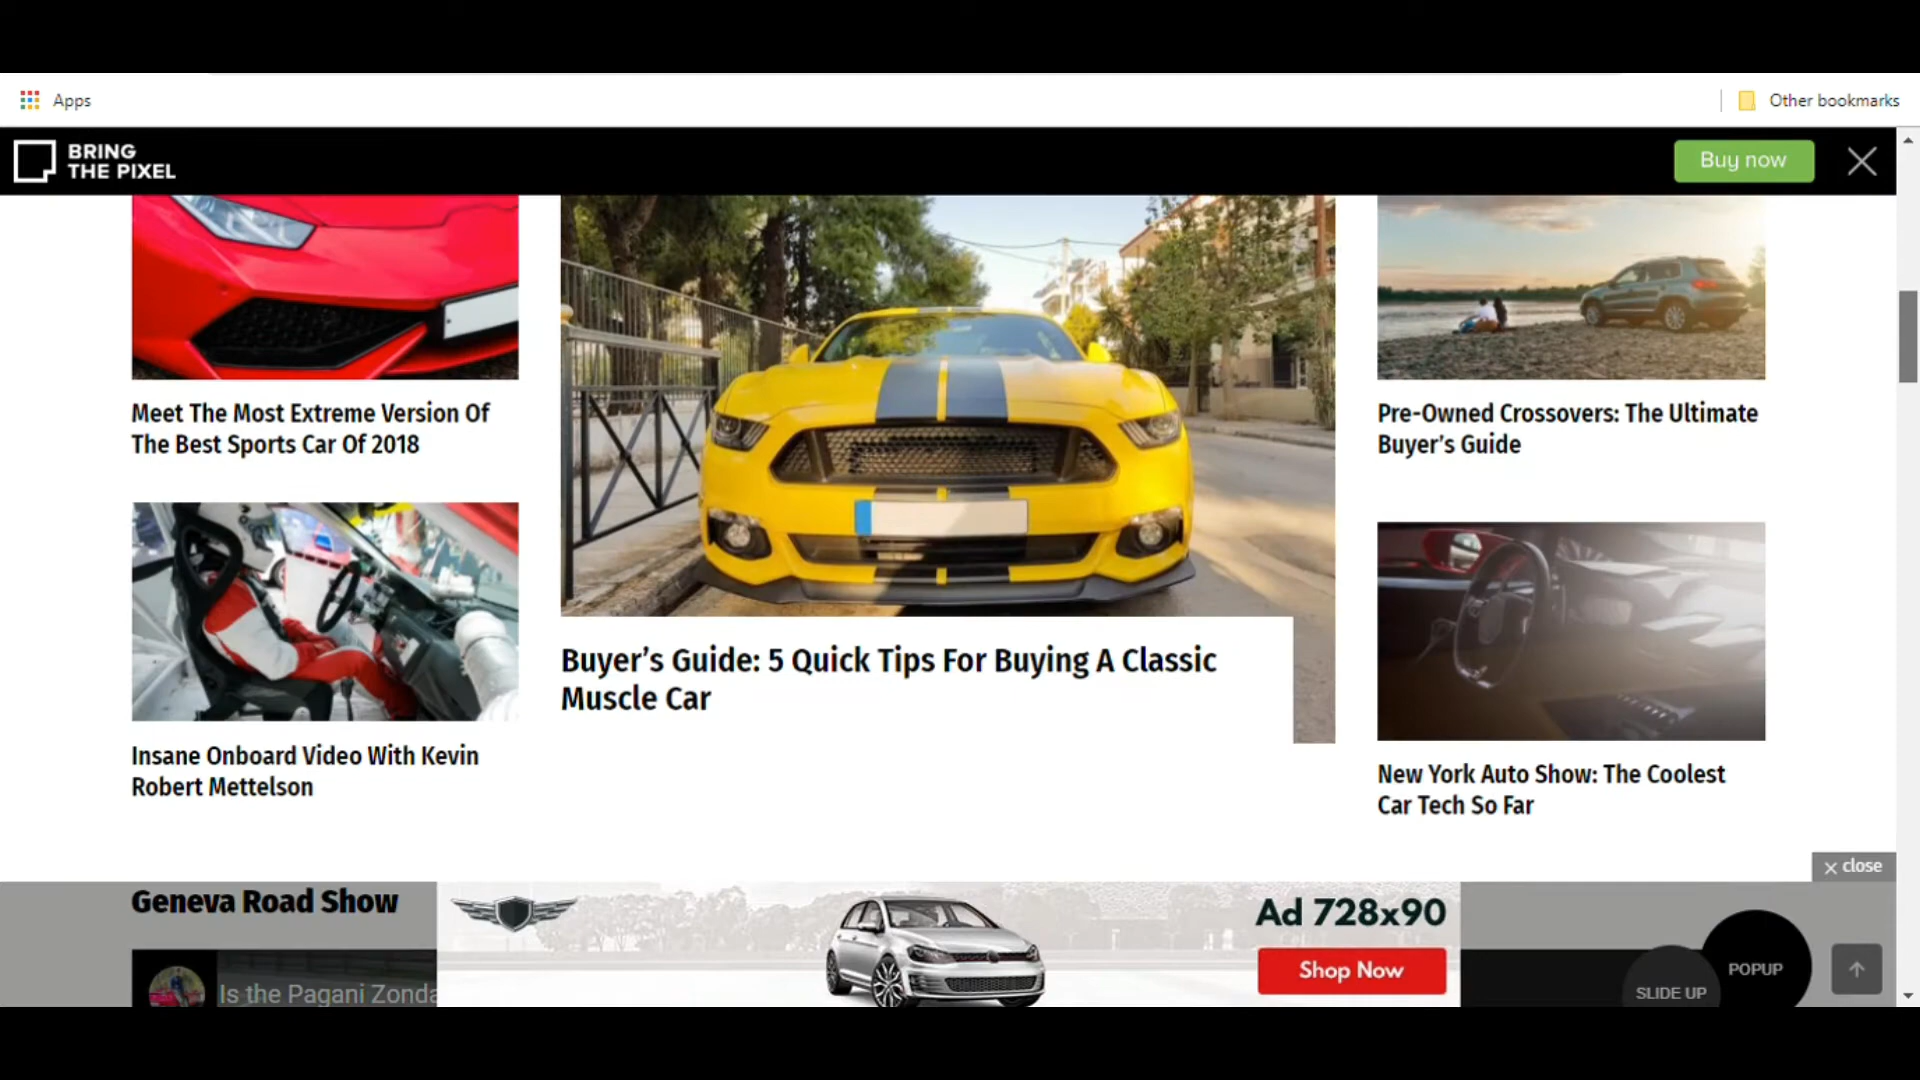 Apps
Other bookmarks
BRING
THE PIXEL
Buy now
Meet The Most Extreme Version Of
The Best Sports Car Of 2018
Insane Onboard Video With Kevin
Robert Mettelson
Buyer’s Guide: 5 Quick Tips For Buying A Classic
Muscle Car
Pre-Owned Crossovers: The Ultimate
Buyer’s Guide
New York Auto Show: The Coolest
Car Tech So Far
close
Geneva Road Show
Is the Pagani Zonda
Ad 728x90
Shop Now
SLIDE UP
POPUP